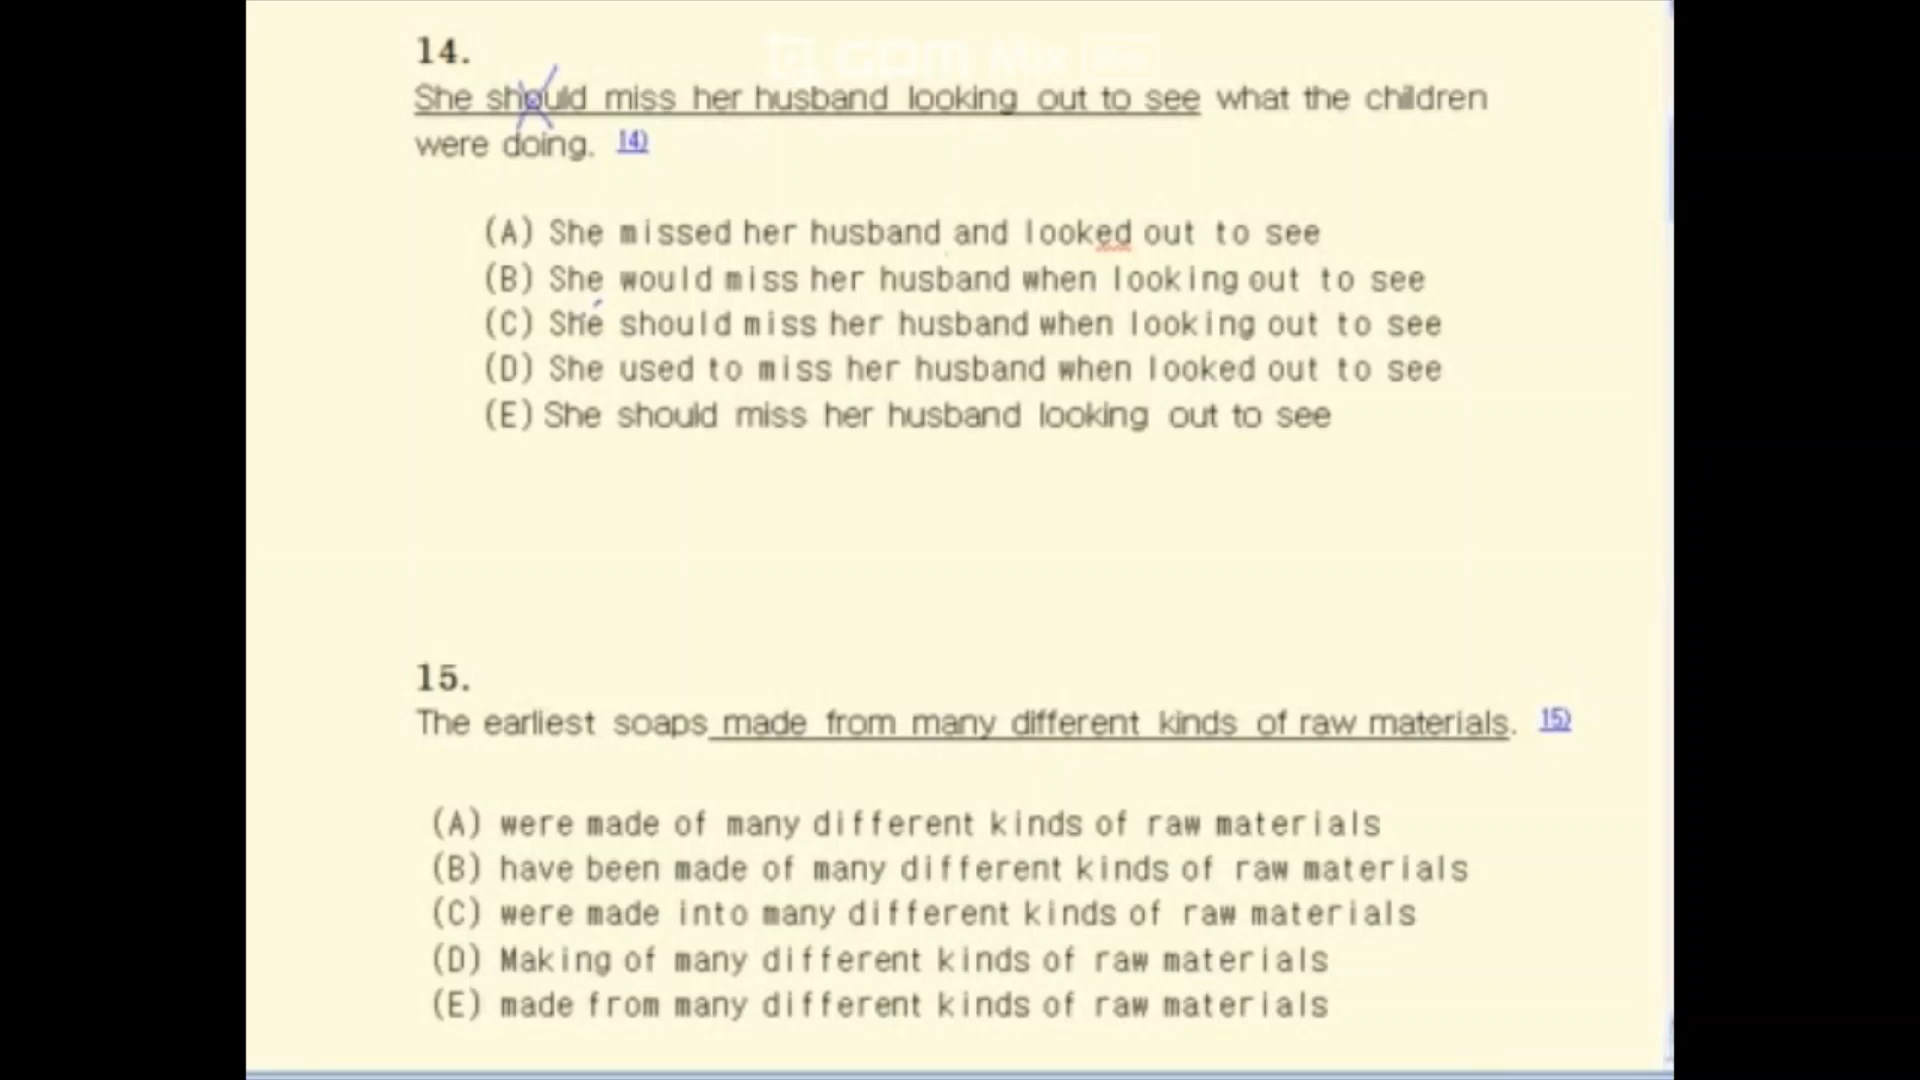 14.
She should miss her husband looking out to see what the children
were doing. 14)
(A) She missed her husband and looked out to see
(B) She would miss her husband when looking out to see
(C) She should miss her husband when looking out to see
(D) She used to miss her husband when looked out to see
(E) She should miss her husband looking out to see
15.
The earliest soaps made from many different kinds of raw materials. 15)
(A) were made of many different kinds of raw materials
(B) have been made of many different kinds of raw materials
(C) were made into many different kinds of raw materials
(D) Making of many different kinds of raw materials
(E) made from many different kinds of raw materials